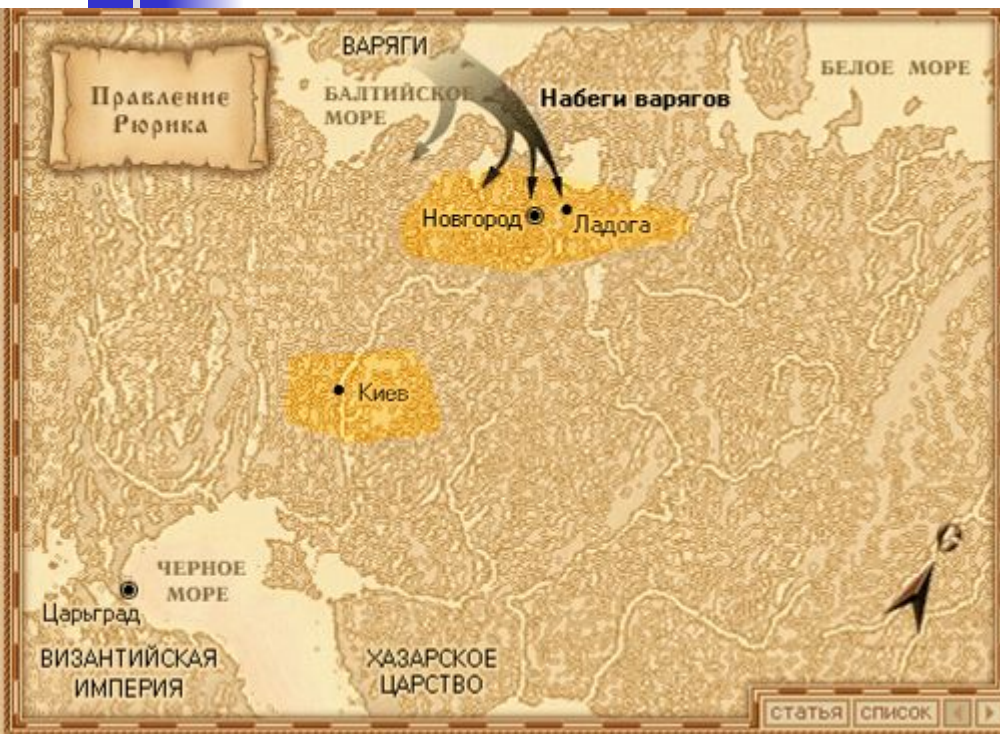 Правление
Рюрика
ВАРЯГИ
БАЛТИЙСКОЕ
МОРЕ
Набеги варягов
БЕЛОЕ МОРЕ
Новгород
Ладога
Киев
С
ЧЕРНОЕ
МОРЕ
Царьград
ВИЗАНТИЙСКАЯ
ИМПЕРИЯ
ХАЗАРСКОЕ
ЦАРСТВО
статья список